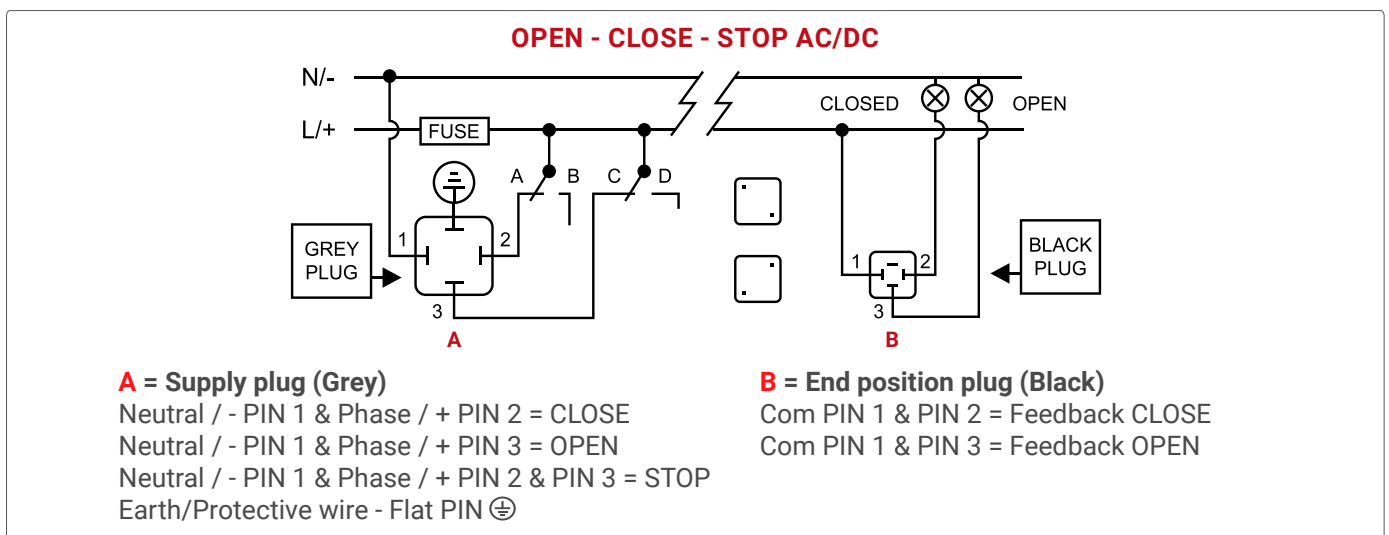 OPEN - CLOSE - STOP AC/DC
N/-
CLOSED
OPEN
L/+
FUSE
A
B
C
D
GREY
PLUG
1
2
3
A
1
2
3
B
BLACK
PLUG
A = Supply plug (Grey)
Neutral / - PIN 1 & Phase / + PIN 2 = CLOSE
Neutral / - PIN 1 & Phase / + PIN 3 = OPEN
Neutral / - PIN 1 & Phase / + PIN 2 & PIN 3 = STOP
Earth/Protective wire - Flat PIN
B = End position plug (Black)
Com PIN 1 & PIN 2 = Feedback CLOSE
Com PIN 1 & PIN 3 = Feedback OPEN